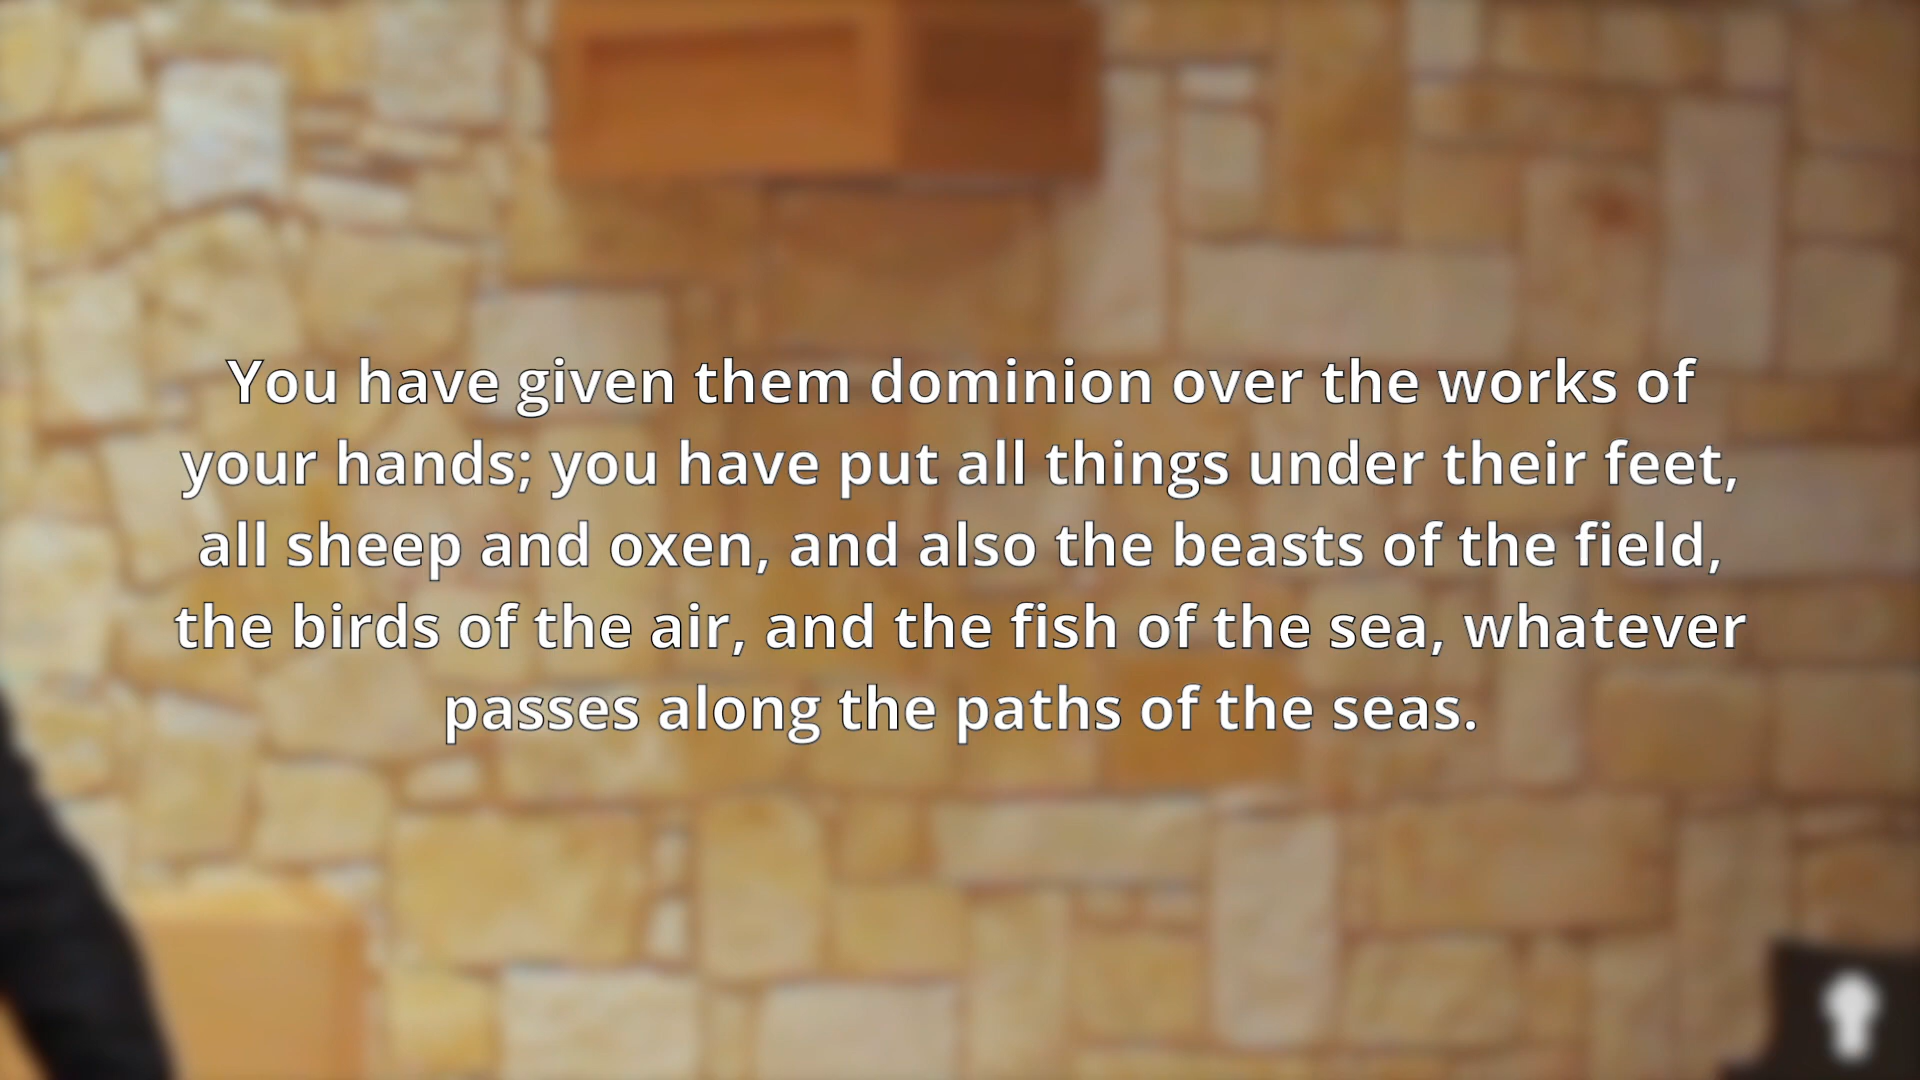 You have given them dominion over the works of
your hands; you have put all things under their feet,
all sheep and oxen, and also the beasts of the field,
the birds of the air, and the fish of the sea, whatever
passes along the paths of the seas.